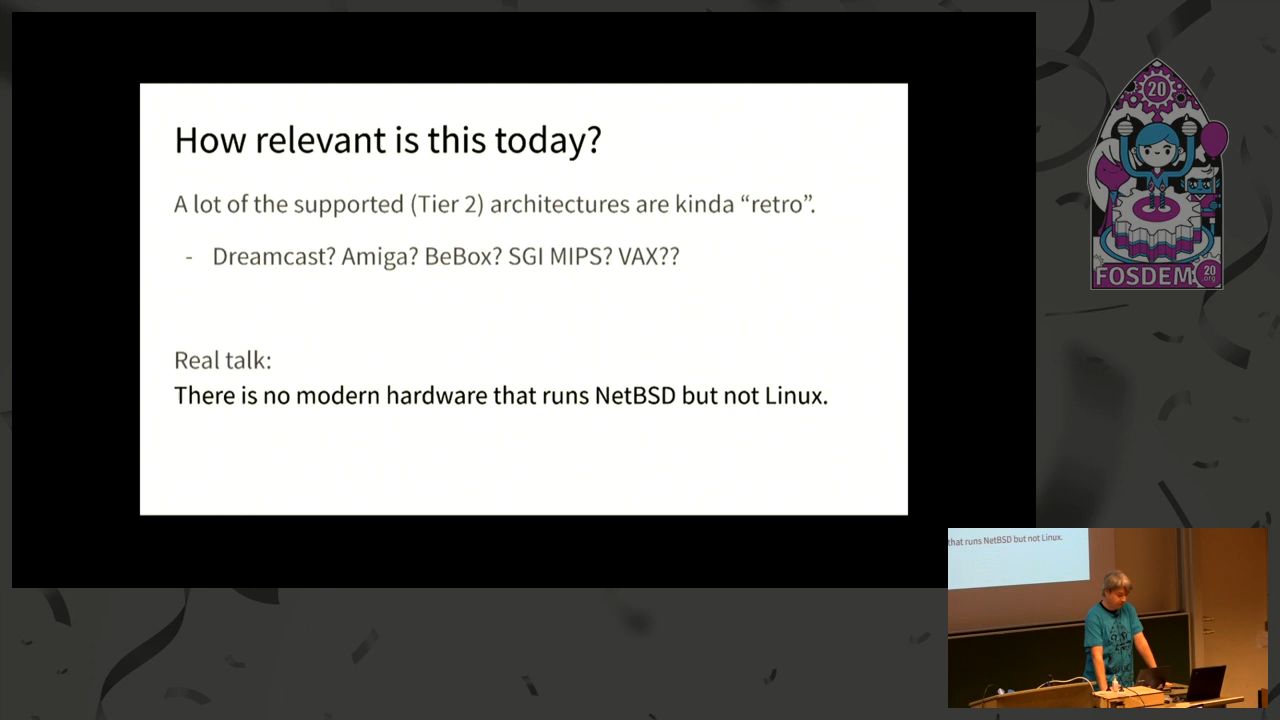 How relevant is this today?
A lot of the supported (Tier 2) architectures are kinda “retro”.
- Dreamcast? Amiga? BeBox? SGI MIPS? VAX??
Real talk:
There is no modern hardware that runs NetBSD but not Linux.
20
FOSDEM
20
.org
that runs NetBSD but not Linux.